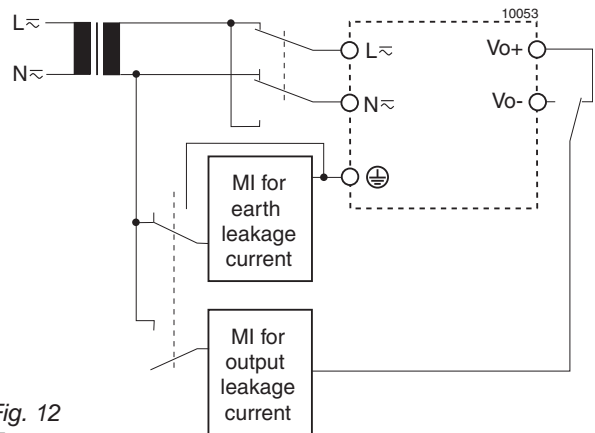 10053
L≂
N≂
L≂
N≂
Vo+
Vo-
MI for
earth
leakage
current
MI for
output
leakage
current
Fig. 12